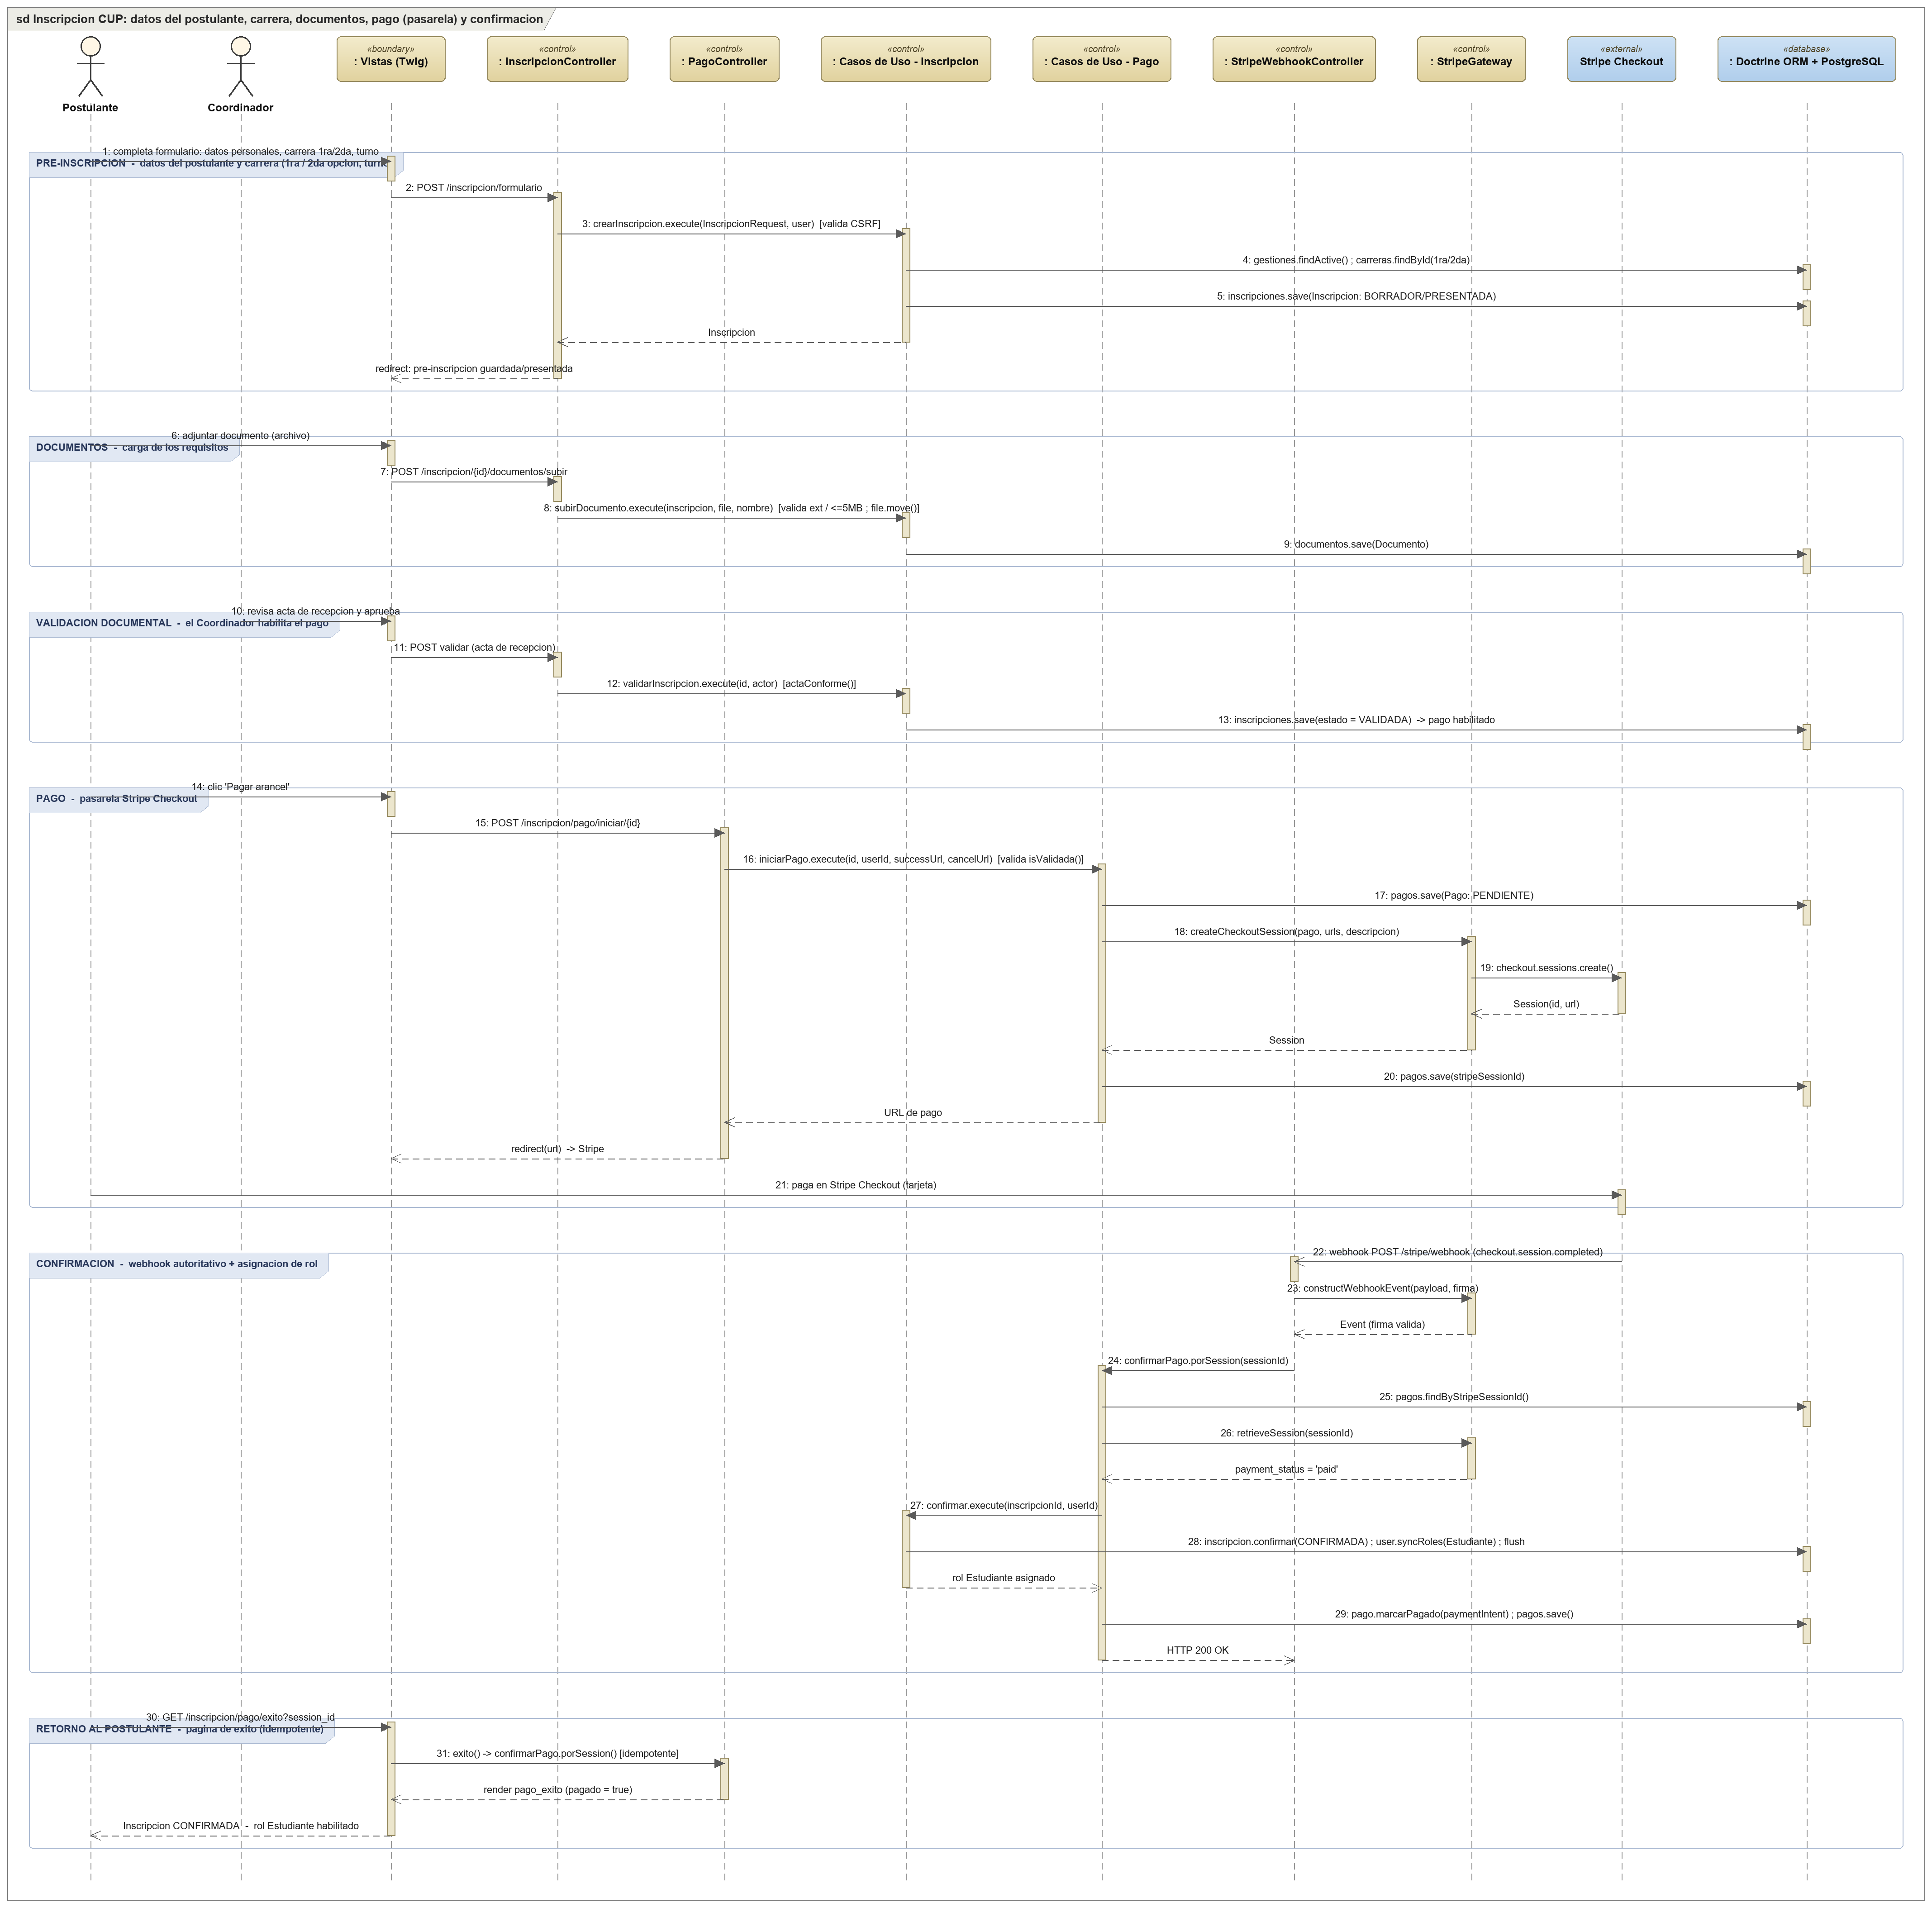 sd Inscripcion CUP: datos del postulante, carrera, documentos, pago (pasarela) y confirmacion
Postulante
Coordinador
«boundary»
: Vistas (Twig)
«control»
: InscripcionController
«control»
: PagoController
«control»
: Casos de Uso - Inscripcion
«control»
: Casos de Uso - Pago
«control»
: StripeWebhookController
«control»
: StripeGateway
«external»
Stripe Checkout
«database»
: Doctrine ORM + PostgreSQL
1: completa formulario: datos personales, carrera 1ra/2da, turno
PRE-INSCRIPCION - datos del postulante y carrera (1ra / 2da opcion, turno
2: POST /inscripcion/formulario
3: crearInscripcion.execute(InscripcionRequest, user) [valida CSRF]
4: gestiones.findActive() ; carreras.findById(1ra/2da)
5: inscripciones.save(Inscripcion: BORRADOR/PRESENTADA)
Inscripcion
redirect: pre-inscripcion guardada/presentada
6: adjuntar documento (archivo)
DOCUMENTOS - carga de los requisitos
7: POST /inscripcion/{id}/documentos/subir
8: subirDocumento.execute(inscripcion, file, nombre) [valida ext / <=5MB ; file.move()]
9: documentos.save(Documento)
10: revisa acta de recepcion y aprueba
VALIDACION DOCUMENTAL - el Coordinador habilita el pago
11: POST validar (acta de recepcion)
12: validarInscripcion.execute(id, actor) [actaConforme()]
13: inscripciones.save(estado = VALIDADA) -> pago habilitado
14: clic 'Pagar arancel'
PAGO - pasarela Stripe Checkout
15: POST /inscripcion/pago/iniciar/{id}
16: iniciarPago.execute(id, userId, successUrl, cancelUrl) [valida isValidada()]
17: pagos.save(Pago: PENDIENTE)
18: createCheckoutSession(pago, urls, descripcion)
19: checkout.sessions.create()
Session(id, url)
Session
20: pagos.save(stripeSessionId)
URL de pago
redirect(url) -> Stripe
21: paga en Stripe Checkout (tarjeta)
22: webhook POST /stripe/webhook (checkout.session.completed)
CONFIRMACION - webhook autoritativo + asignacion de rol
23: constructWebhookEvent(payload, firma)
Event (firma valida)
24: confirmarPago.porSession(sessionId)
25: pagos.findByStripeSessionId()
26: retrieveSession(sessionId)
payment_status = 'paid'
27: confirmar.execute(inscripcionId, userId)
28: inscripcion.confirmar(CONFIRMADA) ; user.syncRoles(Estudiante) ; flush
rol Estudiante asignado
29: pago.marcarPagado(paymentIntent) ; pagos.save()
HTTP 200 OK
30: GET /inscripcion/pago/exito?session_id
RETORNO AL POSTULANTE - pagina de exito (idempotente)
31: exito() -> confirmarPago.porSession() [idempotente]
render pago_exito (pagado = true)
Inscripcion CONFIRMADA - rol Estudiante habilitado